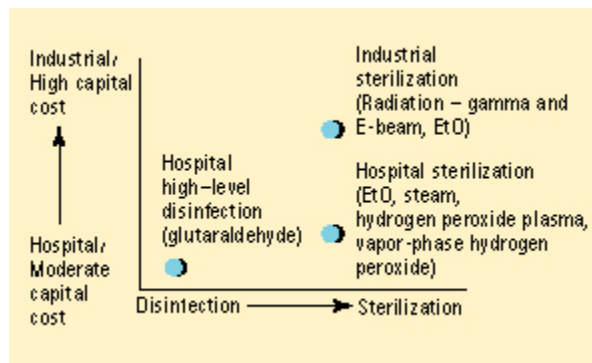 Industrial/
High capital
cost
Hospital/
Moderate
capital
cost
Hospital
high-level
disinfection
(glutaraldehyde)
Industrial
sterilization
(Radiation – gamma and
E-beam, EtO)
Hospital sterilization
(EtO, steam,
hydrogen peroxide plasma,
vapor-phase hydrogen
peroxide)
Disinfection
Sterilization